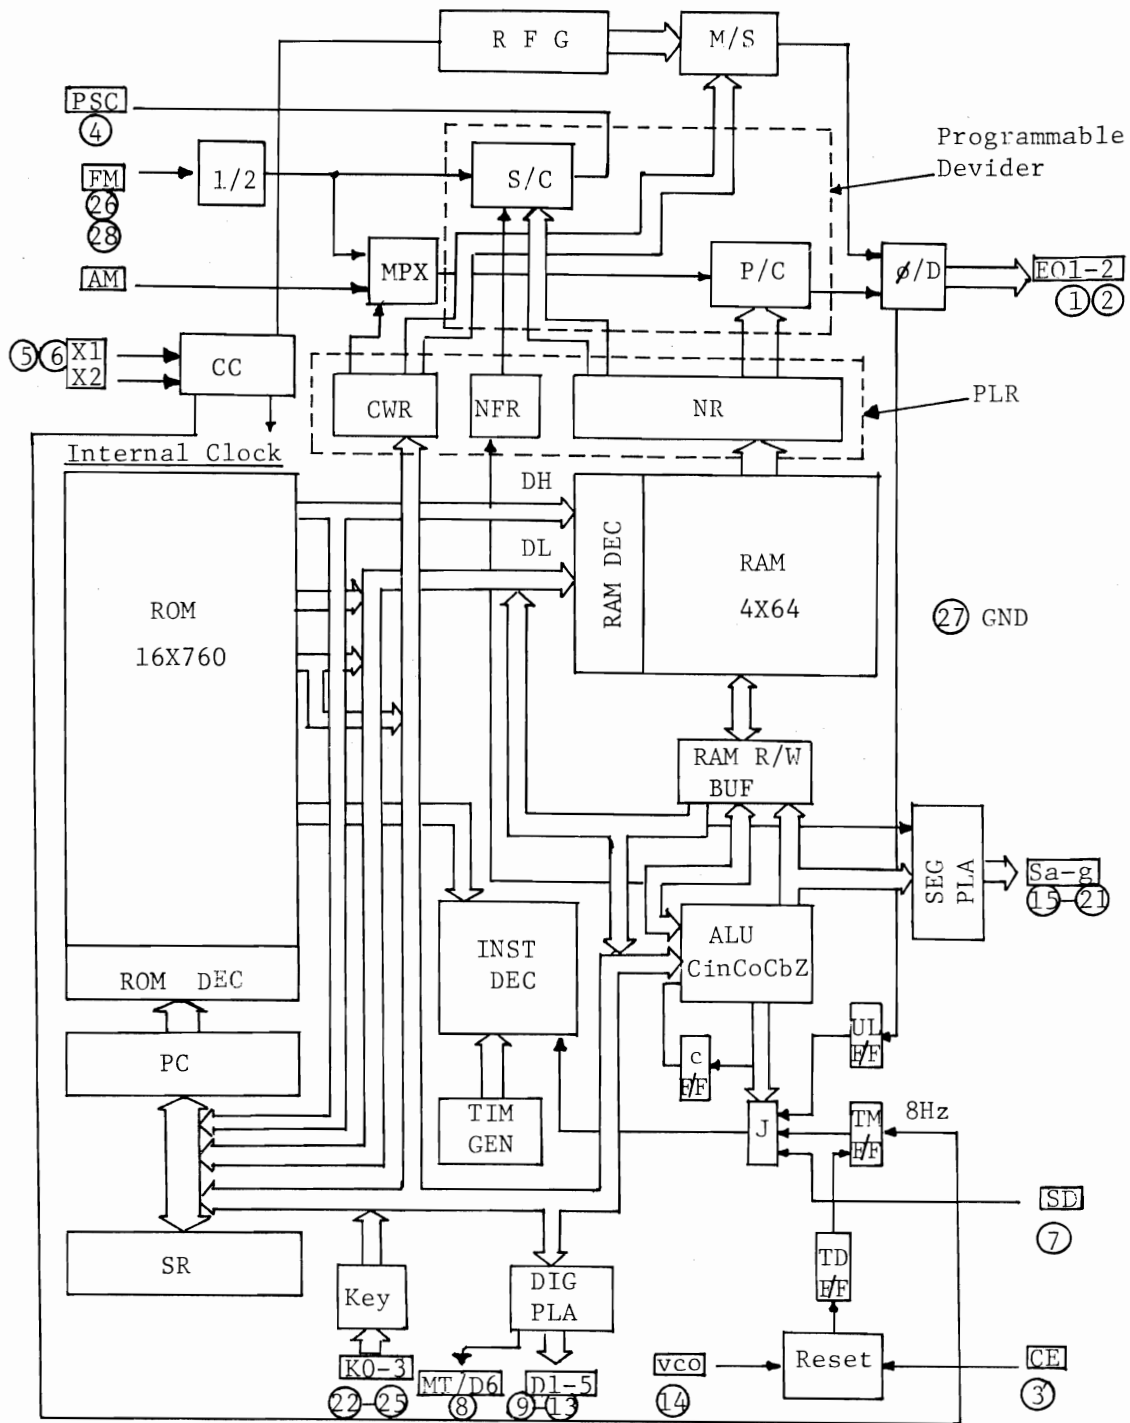 R F G
M/S
PSC
4
Programmable
Devider
FM
26
28
1/2
S/C
AM
MPX
P/C
ø/D
EO1-2
1 2
5 6 X1
X2
CC
CWR
NFR
NR
PLR
Internal Clock
DH
DL
ROM
16X760
RAM DEC
RAM
4X64
27 GND
RAM R/W
BUF
SEG
PLA
Sa-g
15-21
INST
DEC
ALU
CinCoCbZ
ROM DEC
PC
UL
F/F
c
F/F
TIM
GEN
J
TM
F/F
8Hz
SD
7
SR
Key
DIG
PLA
TD
F/F
K0-3
22-25
MT/D6
8
D1-5
9-13
vco
14
Reset
CE
3